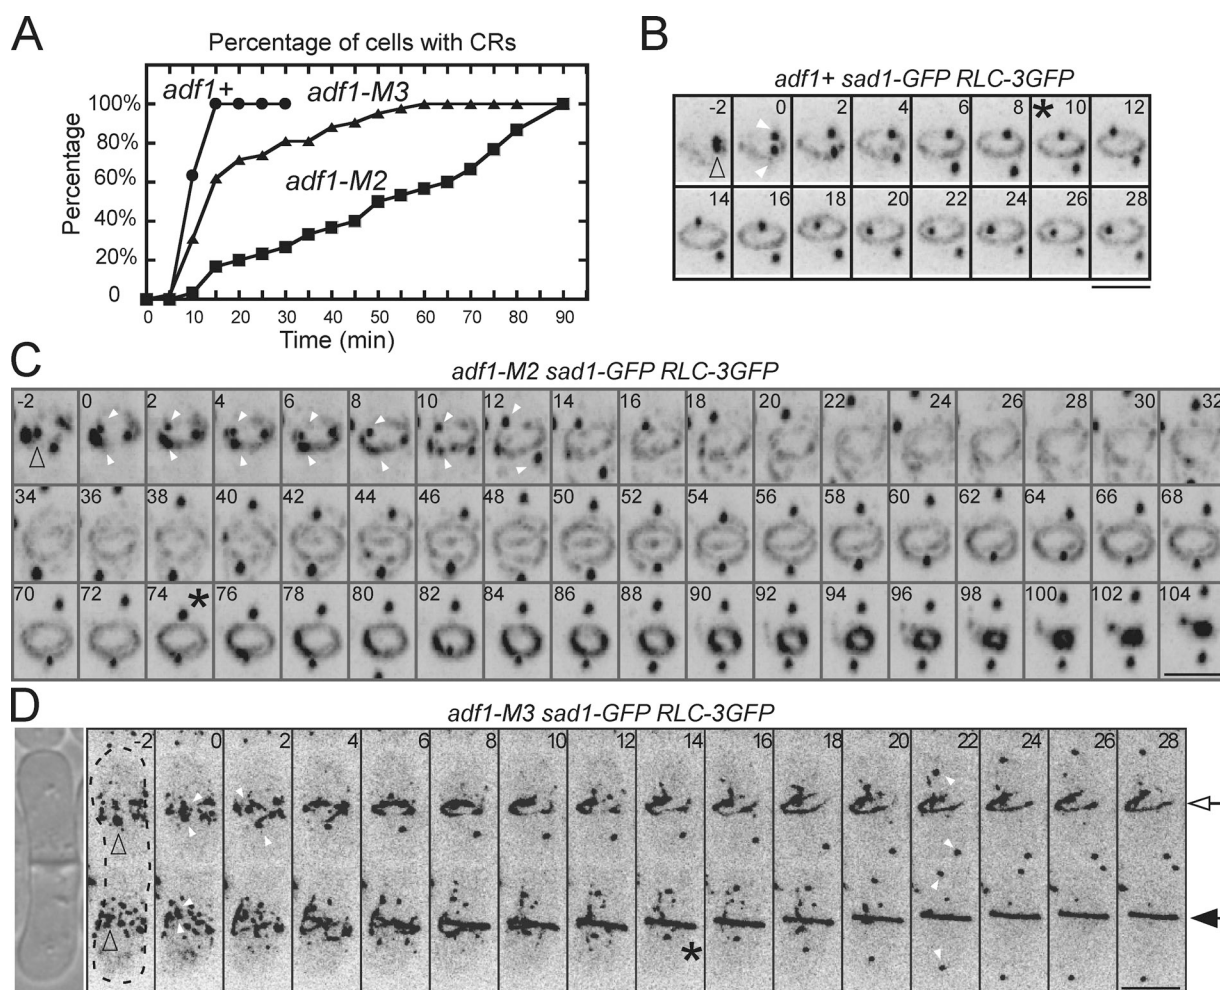 A
Percentage of cells with CRs
adf1+
adf1-M3
adf1-M2
100%
80%
60%
40%
20%
0
Percentage
0 10 20 30 40 50 60 70 80 90
Time (min)
B
adf1+ sad1-GFP RLC-3GFP
-2 0 2 4 6 8 * 10 12
14 16 18 20 22 24 26 28
C
adf1-M2 sad1-GFP RLC-3GFP
-2 0 2 4 6 8 10 12 14 16 18 20 22 24 26 28 30 32
34 36 38 40 42 44 46 48 50 52 54 56 58 60 62 64 66 68
70 72 74 * 76 78 80 82 84 86 88 90 92 94 96 98 100 102 104
D
adf1-M3 sad1-GFP RLC-3GFP
-2 0 2 4 6 8 10 12 14 16 18 20 22 24 26 28
*